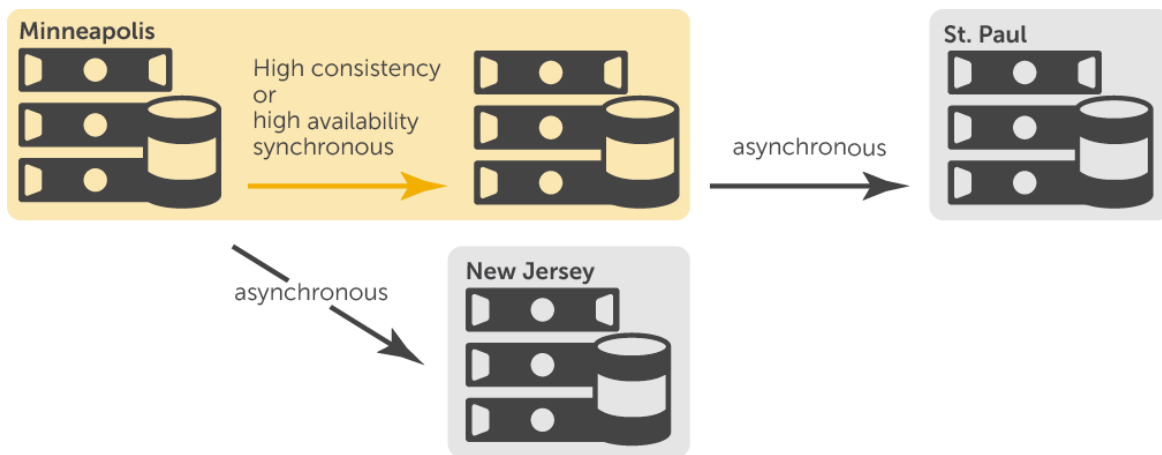 Minneapolis
High consistency
or
high availability
synchronous
asynchronous
St. Paul
asynchronous
New Jersey